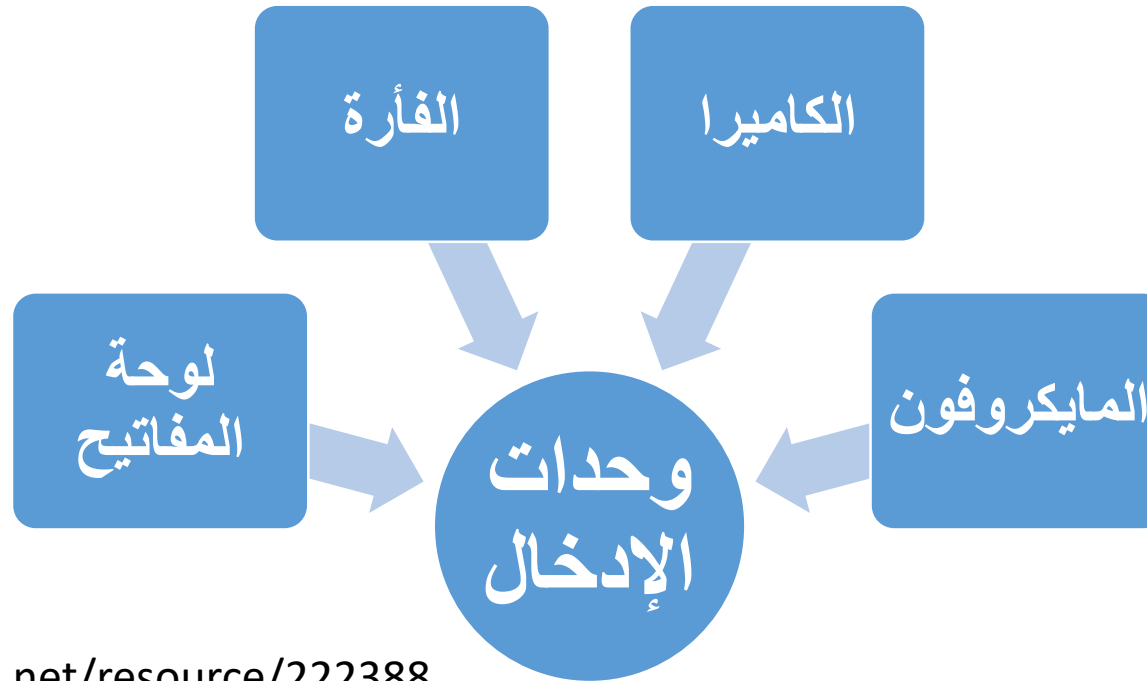 الكاميرا
الفأرة
المايكروفون
لوحة
المفاتيح
وحدات
الإدخال
net/resource/222388